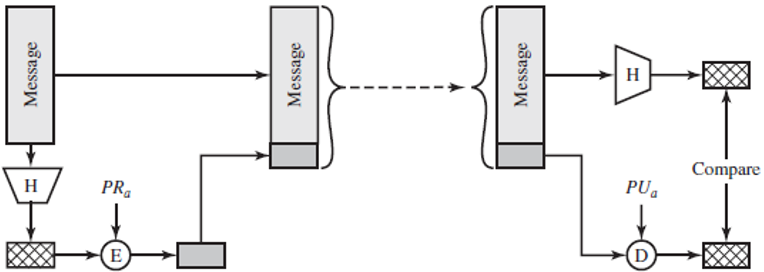 Message
Message
Message
H
H
PRa
PUa
Compare
E
D